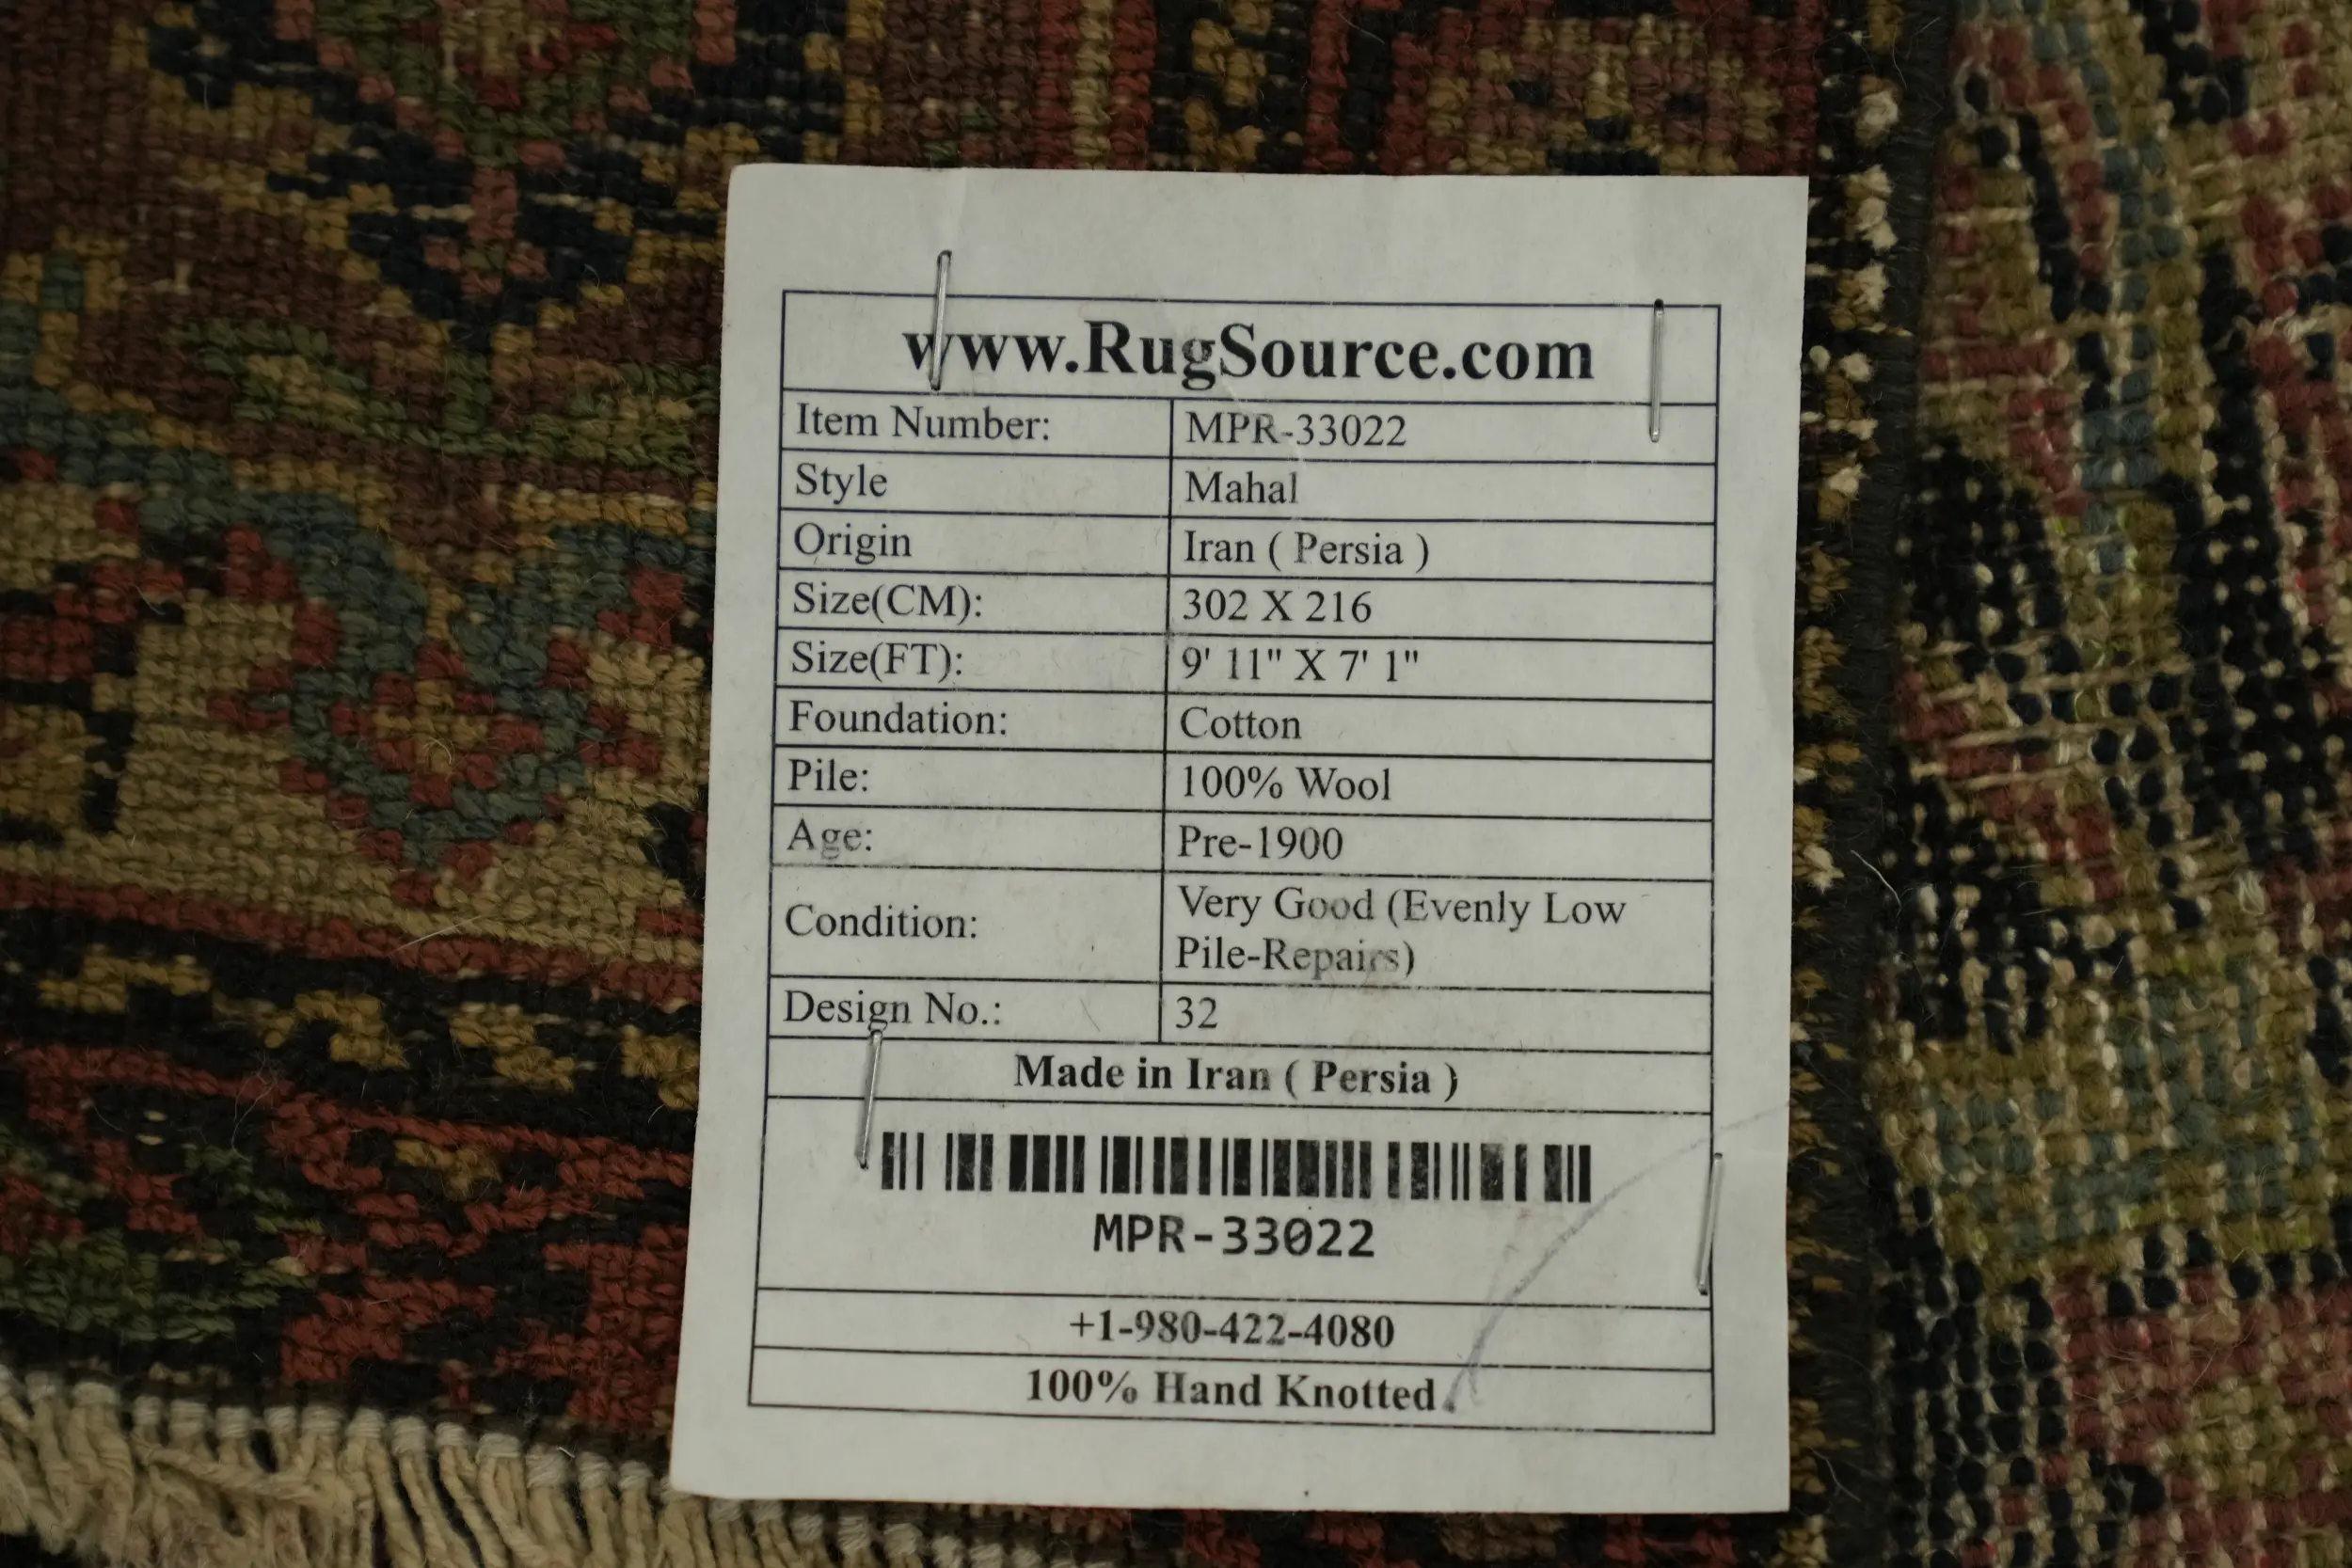 www.RugSource.com
Item Number: MPR-33022
Style Mahal
Origin Iran ( Persia )
Size(CM): 302 X 216
Size(FT): 9' 11" X 7' 1"
Foundation: Cotton
Pile: 100% Wool
Age: Pre-1900
Condition: Very Good (Evenly Low
Pile-Repairs)
Design No.: 32
Made in Iran ( Persia )
MPR-33022
+1-980-422-4080
100% Hand Knotted.